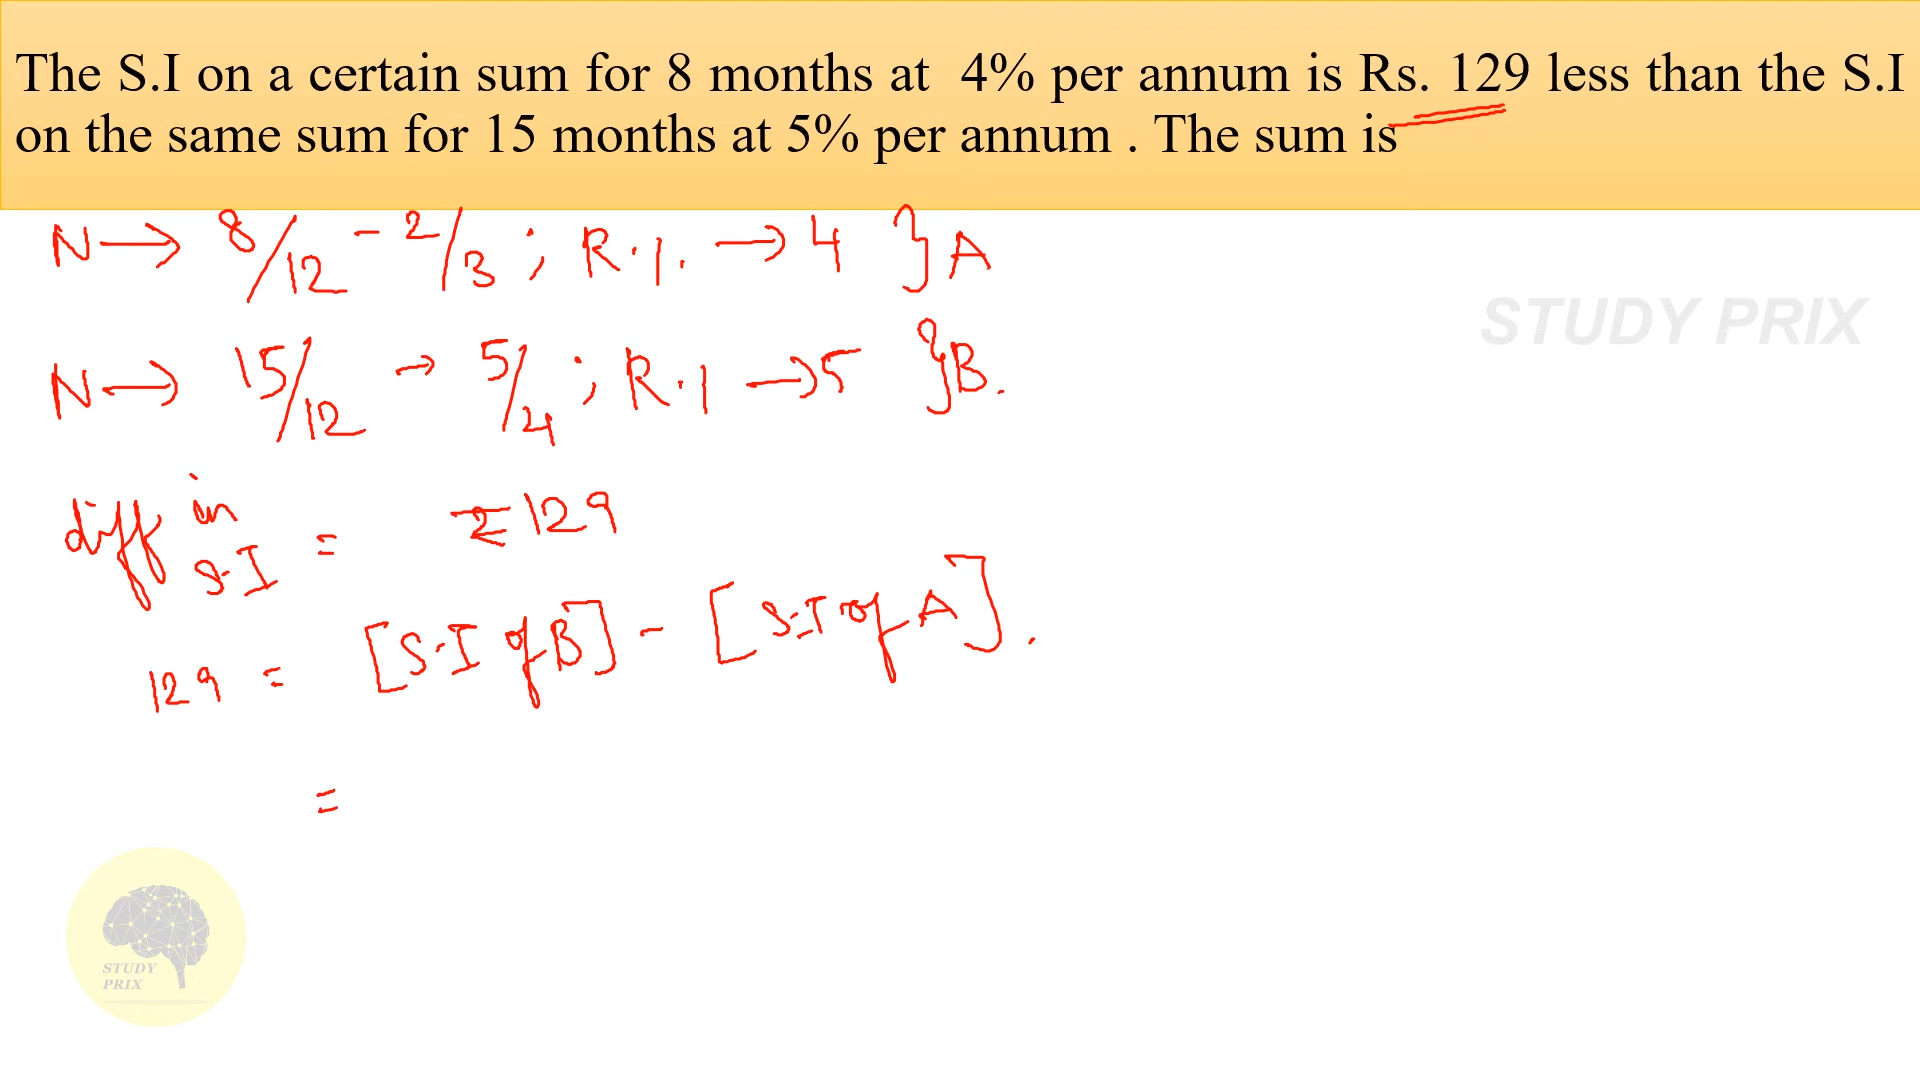 The S.I on a certain sum for 8 months at 4% per annum is Rs. 129 less than the S.I
on the same sum for 15 months at 5% per annum . The sum is
N → 8/12 - 2/3 ; R.I. → 4 } A
STUDY PRIX
N → 15/12 → 5/4 ; R.I → 5 } B.
diff in S.I = ₹ 129
129 = [S.I of B] - [S.I of A].
=
STUDY
PRIX